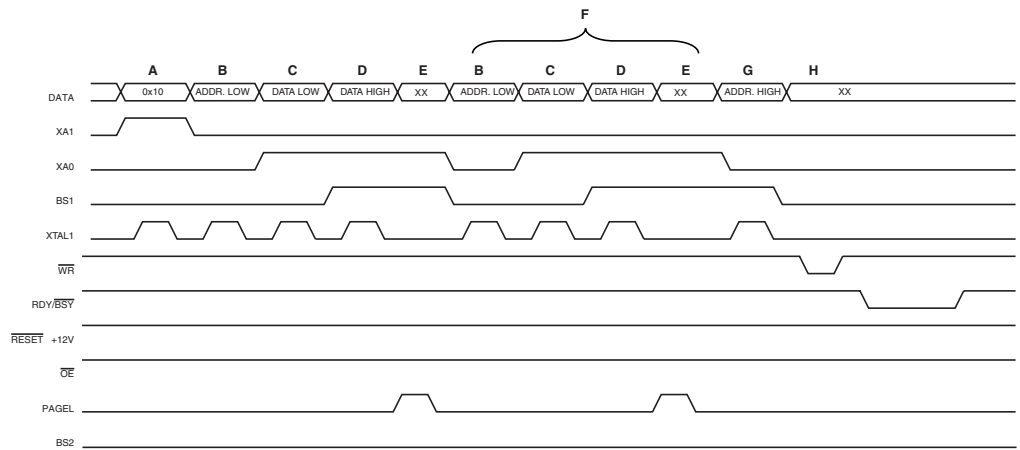 F
A B C D E B C D E G H
DATA 0x10 ADDR. LOW DATA LOW DATA HIGH XX ADDR. LOW DATA LOW DATA HIGH XX ADDR. HIGH XX
XA1
XA0
BS1
XTAL1
WR
RDY/BSY
RESET +12V
OE
PAGEL
BS2